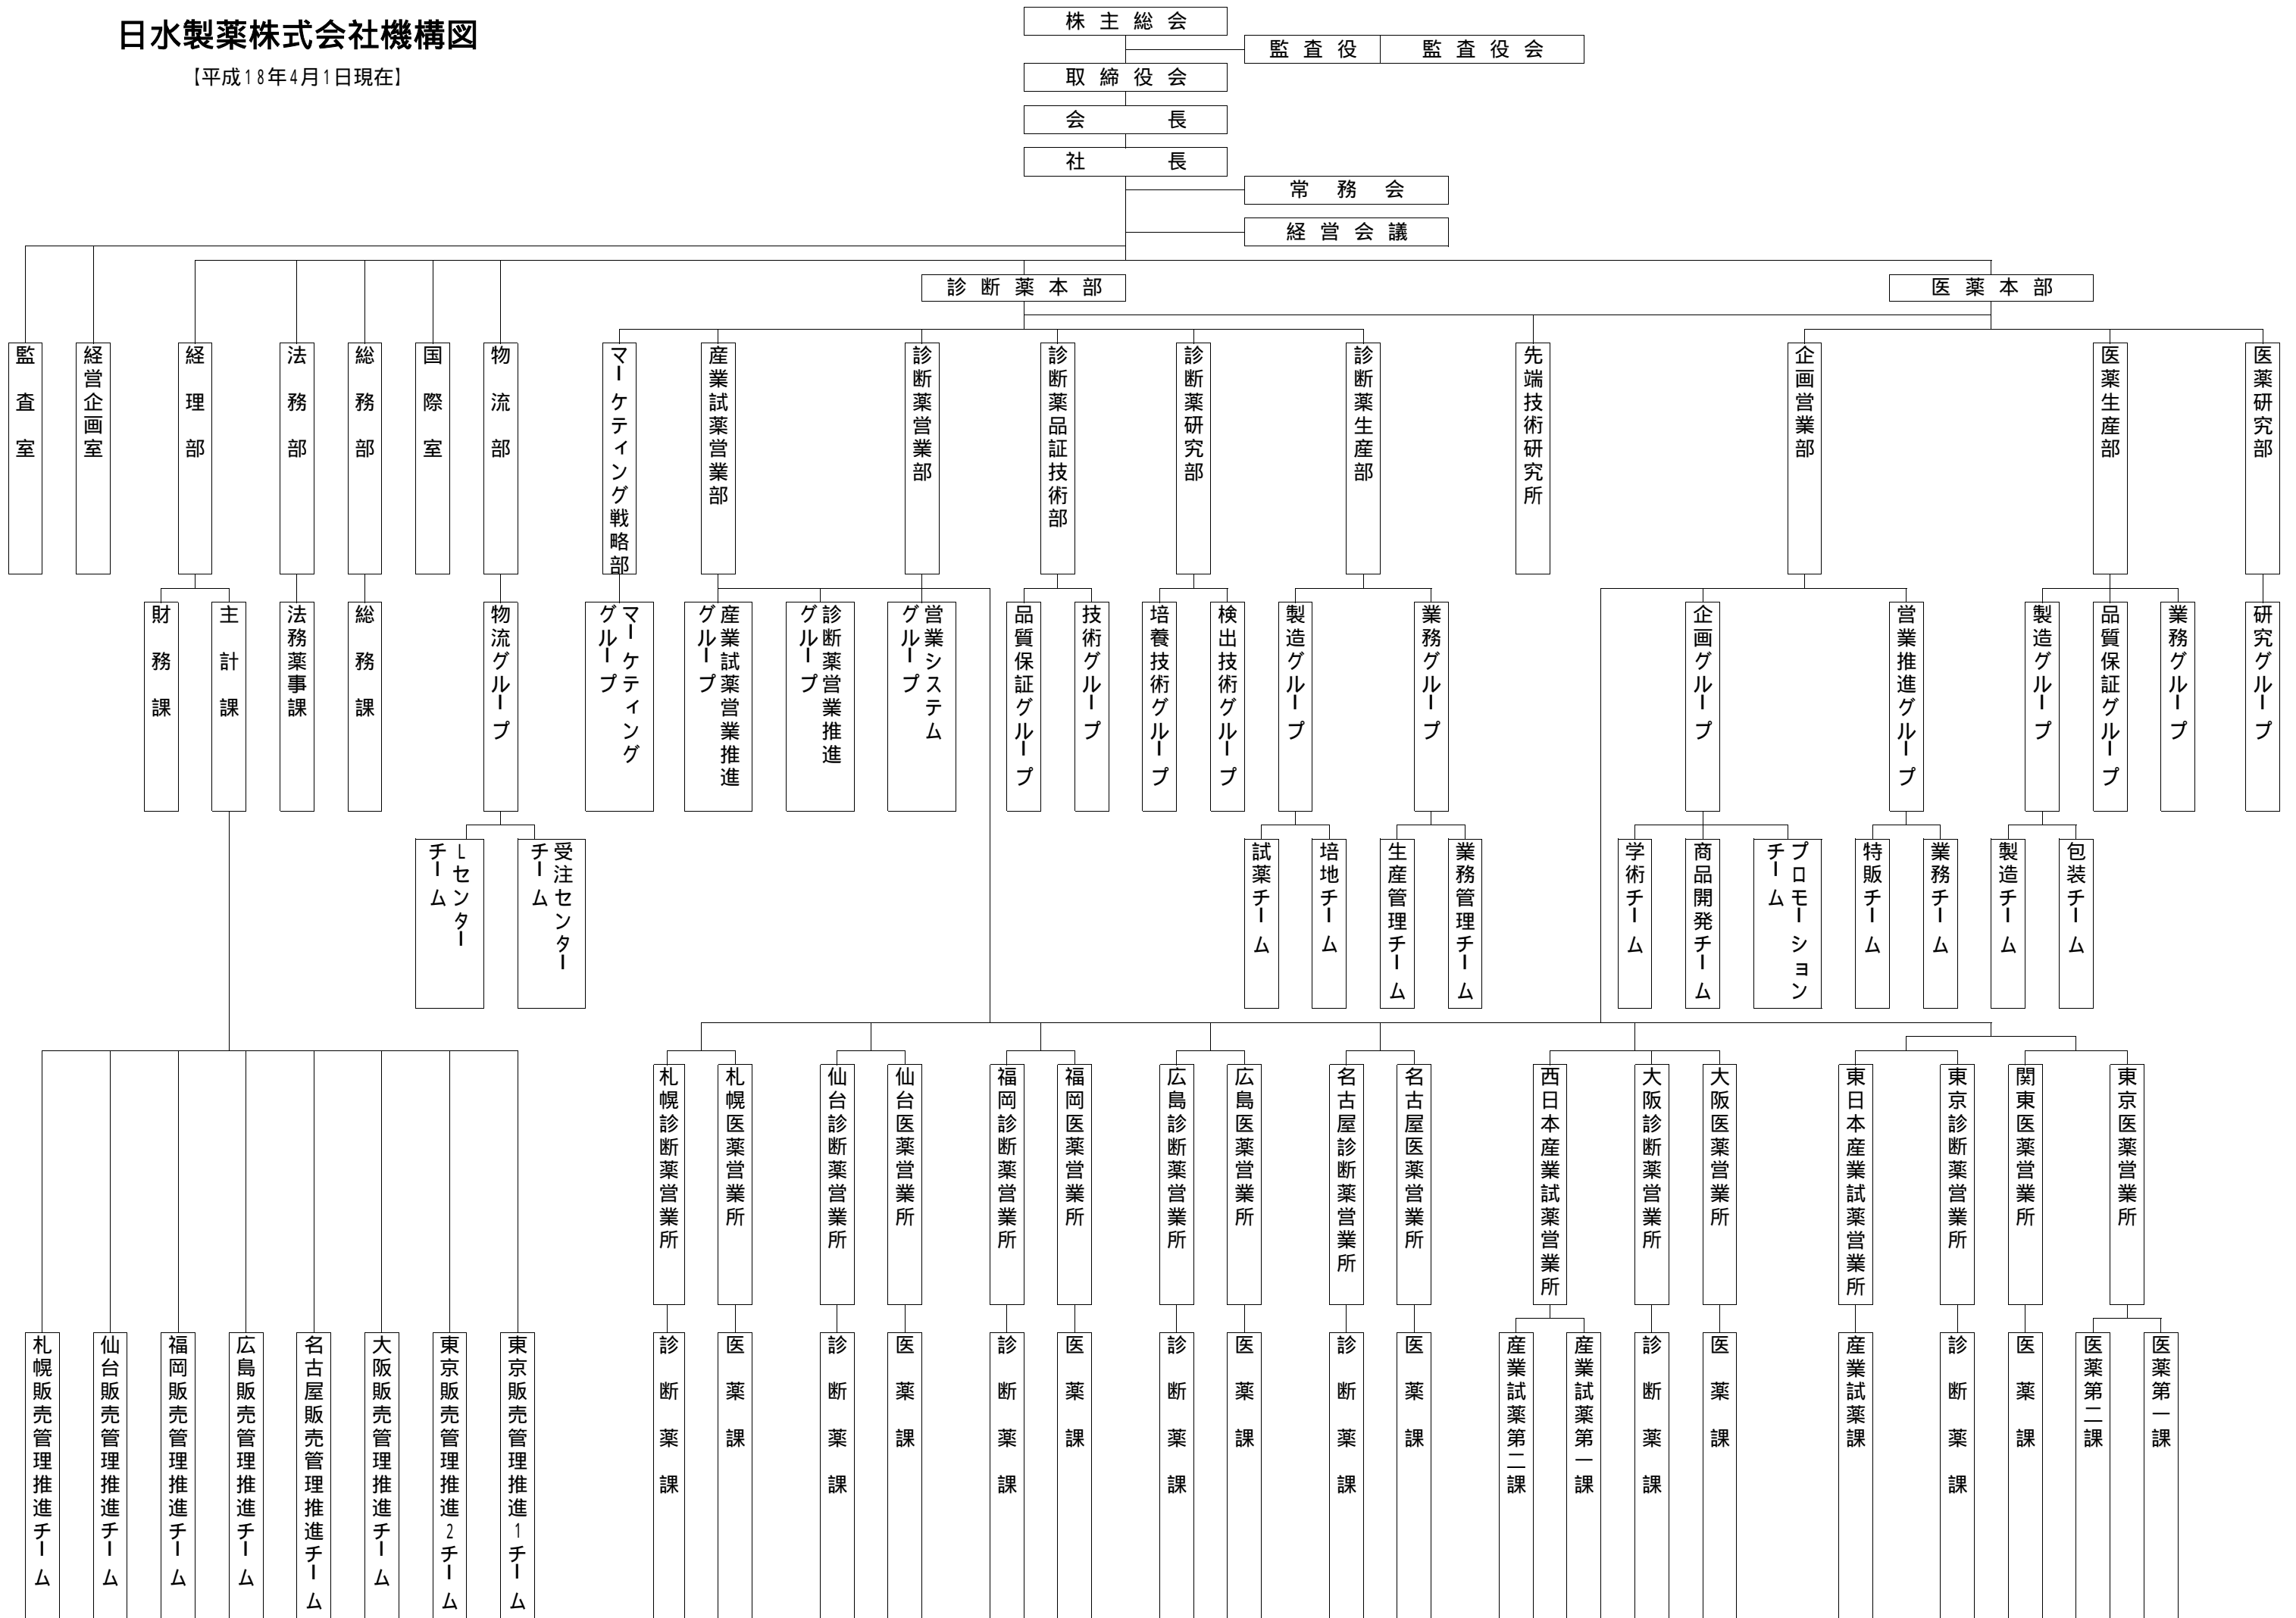 日水製薬株式会社機構図
【平成18年4月1日現在】
株主総会
監査役
監査役会
取締役会
会長
社長
常務会
経営会議
診断薬本部
医薬本部
監査室
経営企画室
経理部
法務部
総務部
国際室
物流部
マーケティング戦略部
産業試薬営業部
診断薬営業部
診断薬品証技術部
診断薬研究部
診断薬生産部
先端技術研究所
企画営業部
医薬生産部
医薬研究部
財務課
主計課
法務薬事課
総務課
物流グループ
マーケティング
グループ
産業試薬営業推進
グループ
診断薬営業推進
グループ
営業システム
グループ
品質保証グループ
技術グループ
培養技術グループ
検出技術グループ
製造グループ
業務グループ
企画グループ
営業推進グループ
製造グループ
品質保証グループ
業務グループ
研究グループ
Lセンター
チーム
受注センター
チーム
試薬チーム
培地チーム
生産管理チーム
業務管理チーム
学術チーム
商品開発チーム
プロモーション
チーム
特販チーム
業務チーム
製造チーム
包装チーム
札幌診断薬営業所
札幌医薬営業所
仙台診断薬営業所
仙台医薬営業所
福岡診断薬営業所
福岡医薬営業所
広島診断薬営業所
広島医薬営業所
名古屋診断薬営業所
名古屋医薬営業所
西日本産業試薬営業所
大阪診断薬営業所
大阪医薬営業所
東日本産業試薬営業所
東京診断薬営業所
関東医薬営業所
東京医薬営業所
札幌販売管理推進チーム
仙台販売管理推進チーム
福岡販売管理推進チーム
広島販売管理推進チーム
名古屋販売管理推進チーム
大阪販売管理推進チーム
東京販売管理推進2チーム
東京販売管理推進1チーム
診断薬課
医薬課
診断薬課
医薬課
診断薬課
医薬課
診断薬課
医薬課
診断薬課
医薬課
産業試薬第二課
産業試薬第一課
診断薬課
医薬課
産業試薬課
診断薬課
医薬課
医薬第二課
医薬第一課